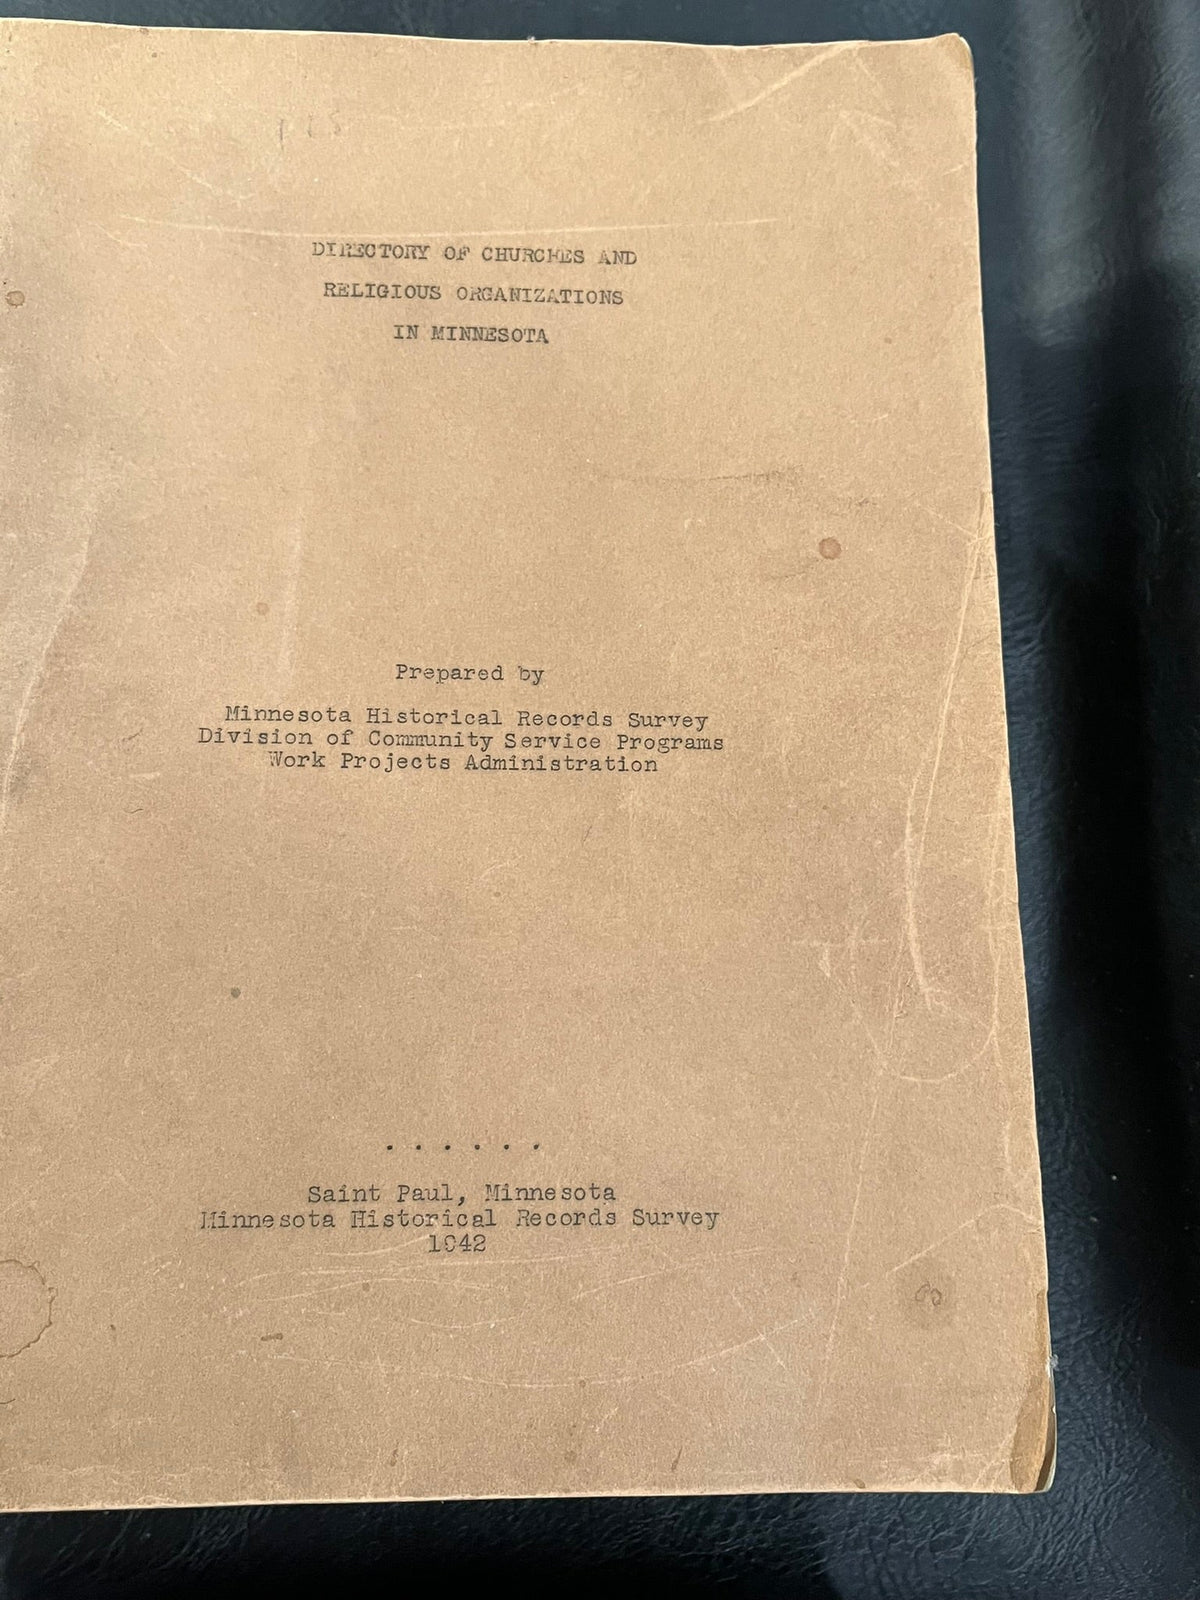 DIRECTORY OF CHURCHES AND
RELIGIOUS ORGANIZATIONS
IN MINNESOTA
Prepared by
Minnesota Historical Records Survey
Division of Community Service Programs
Work Projects Administration
. . . . . .
Saint Paul, Minnesota
Minnesota Historical Records Survey
1942